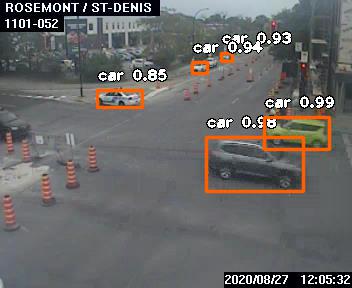 ROSEMONT / ST-DENIS
1101-052
car 0.93
car 0.94
car 0.85
car 0.99
car 0.98
2020/08/27 12:05:32